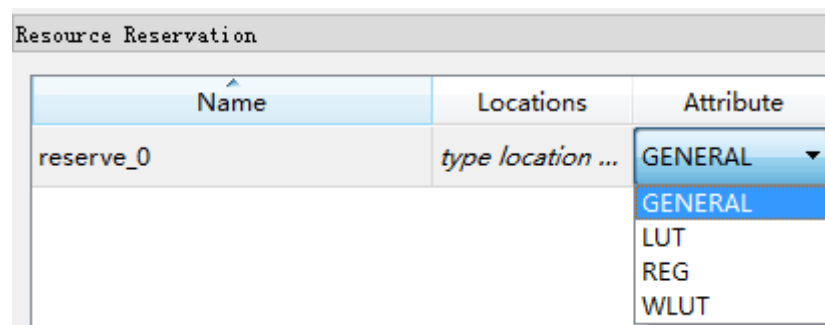 Resource Reservation
Name Locations Attribute
reserve_0 type location ... GENERAL
GENERAL
LUT
REG
WLUT